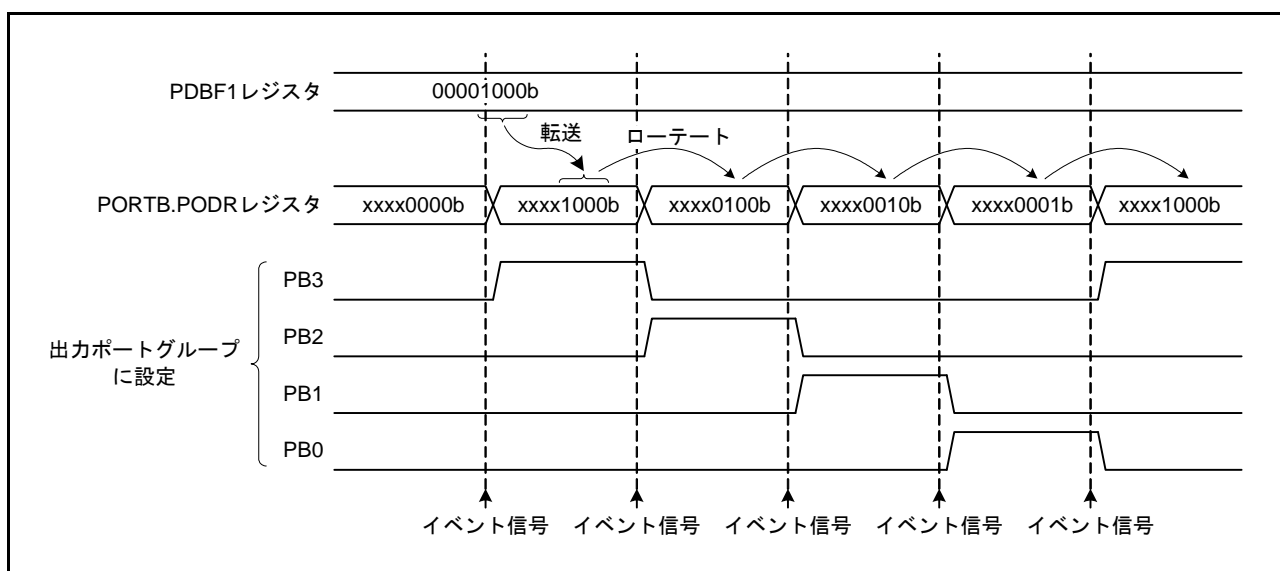 PDBF1レジスタ 00001000b
転送 ローテート
PORTB.PODRレジスタ xxxx0000b xxxx1000b xxxx0100b xxxx0010b xxxx0001b xxxx1000b
PB3
PB2
出力ポートグループ
に設定
PB1
PB0
イベント信号 イベント信号 イベント信号 イベント信号 イベント信号